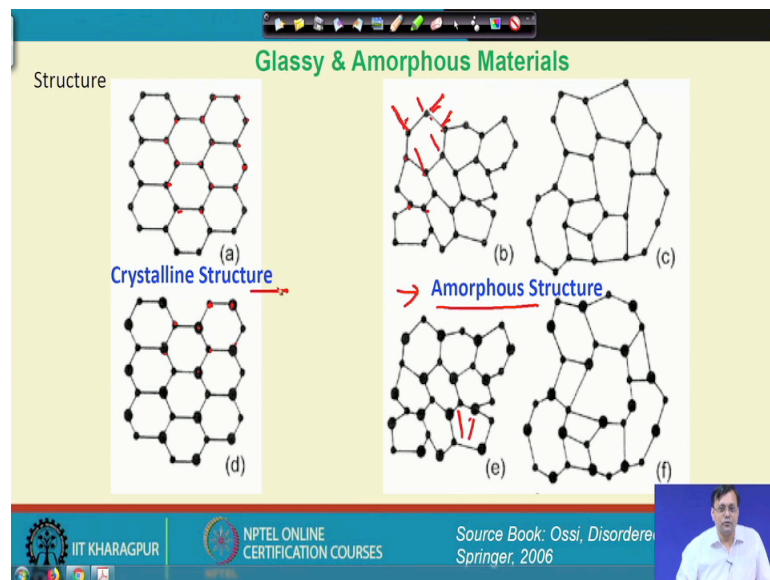 Glassy & Amorphous Materials
Structure
(a)
(b)
(c)
Crystalline Structure
Amorphous Structure
(d)
(e)
(f)
IIT KHARAGPUR
NPTEL ONLINE
CERTIFICATION COURSES
Source Book: Ossi, Disordered
Springer, 2006